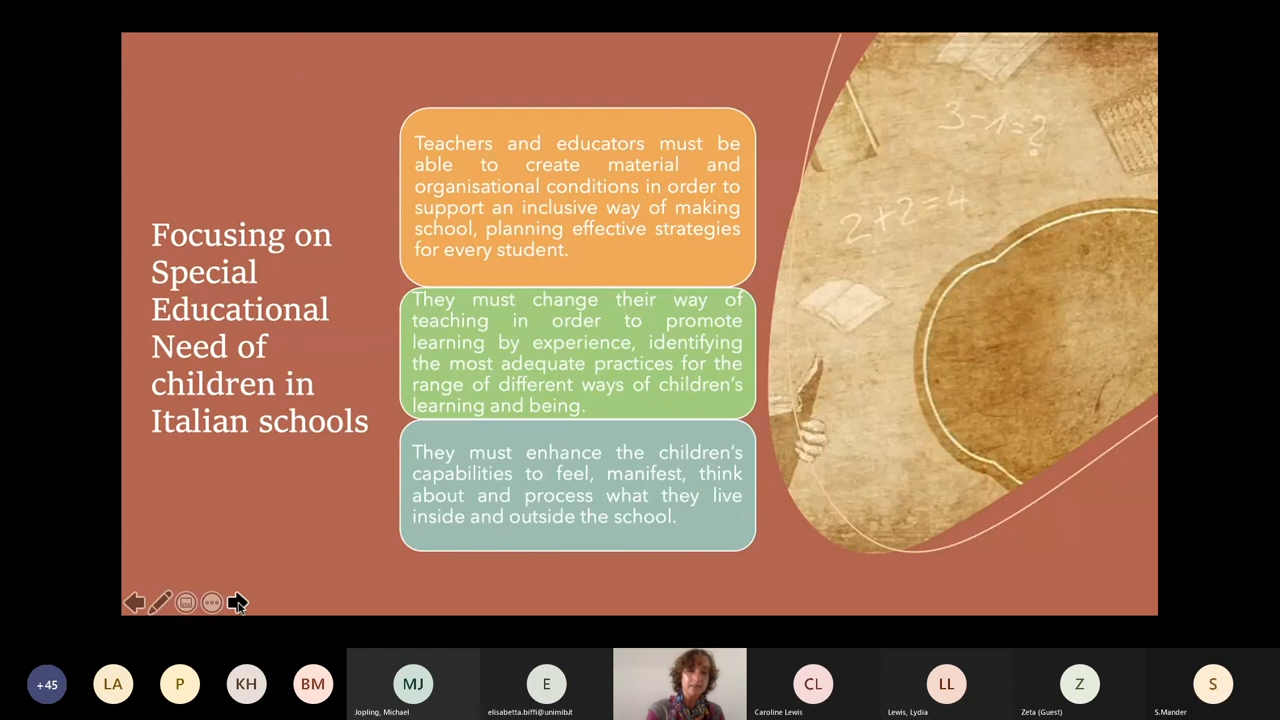 Focusing on
Special
Educational
Need of
children in
Italian schools
Teachers and educators must be
able to create material and
organisational conditions in order to
support an inclusive way of making
school, planning effective strategies
for every student.
They must change their way of
teaching in order to promote
learning by experience, identifying
the most adequate practices for the
range of different ways of children's
learning and being.
They must enhance the children's
capabilities to feel, manifest, think
about and process what they live
inside and outside the school.
3-1=?
2+2=4
+45
LA
P
KH
BM
MJ
Jopling, Michael
E
elisabetta.biffi@unimib.it
CL
Caroline Lewis
LL
Lewis, Lydia
Z
Zeta (Guest)
S
S.Mander